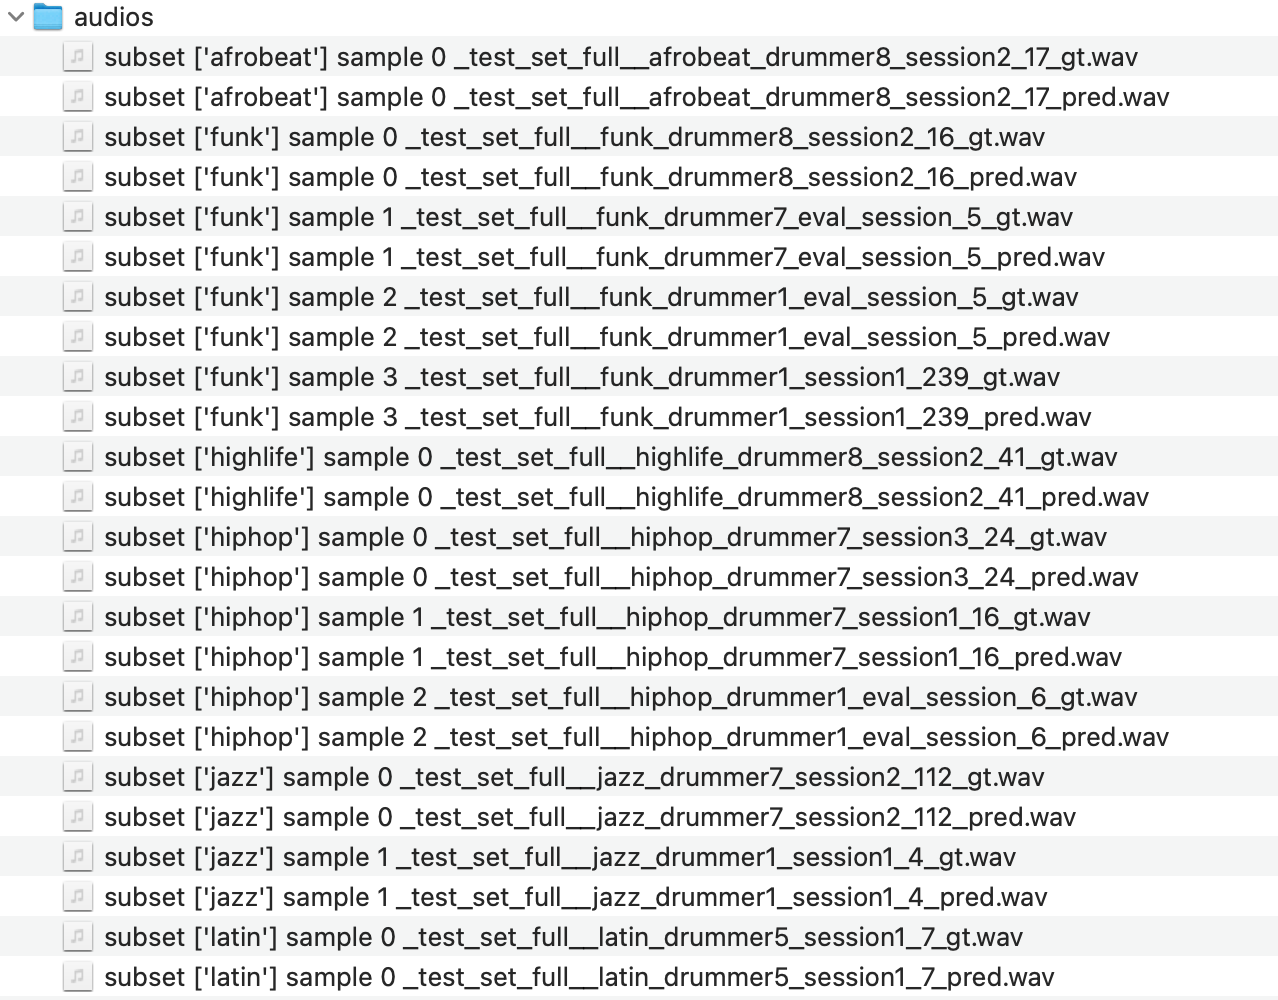 audios
subset ['afrobeat'] sample 0 _test_set_full__afrobeat_drummer8_session2_17_gt.wav
subset ['afrobeat'] sample 0 _test_set_full__afrobeat_drummer8_session2_17_pred.wav
subset ['funk'] sample 0 _test_set_full__funk_drummer8_session2_16_gt.wav
subset ['funk'] sample 0 _test_set_full__funk_drummer8_session2_16_pred.wav
subset ['funk'] sample 1 _test_set_full__funk_drummer7_eval_session_5_gt.wav
subset ['funk'] sample 1 _test_set_full__funk_drummer7_eval_session_5_pred.wav
subset ['funk'] sample 2 _test_set_full__funk_drummer1_eval_session_5_gt.wav
subset ['funk'] sample 2 _test_set_full__funk_drummer1_eval_session_5_pred.wav
subset ['funk'] sample 3 _test_set_full__funk_drummer1_session1_239_gt.wav
subset ['funk'] sample 3 _test_set_full__funk_drummer1_session1_239_pred.wav
subset ['highlife'] sample 0 _test_set_full__highlife_drummer8_session2_41_gt.wav
subset ['highlife'] sample 0 _test_set_full__highlife_drummer8_session2_41_pred.wav
subset ['hiphop'] sample 0 _test_set_full__hiphop_drummer7_session3_24_gt.wav
subset ['hiphop'] sample 0 _test_set_full__hiphop_drummer7_session3_24_pred.wav
subset ['hiphop'] sample 1 _test_set_full__hiphop_drummer7_session1_16_gt.wav
subset ['hiphop'] sample 1 _test_set_full__hiphop_drummer7_session1_16_pred.wav
subset ['hiphop'] sample 2 _test_set_full__hiphop_drummer1_eval_session_6_gt.wav
subset ['hiphop'] sample 2 _test_set_full__hiphop_drummer1_eval_session_6_pred.wav
subset ['jazz'] sample 0 _test_set_full__jazz_drummer7_session2_112_gt.wav
subset ['jazz'] sample 0 _test_set_full__jazz_drummer7_session2_112_pred.wav
subset ['jazz'] sample 1 _test_set_full__jazz_drummer1_session1_4_gt.wav
subset ['jazz'] sample 1 _test_set_full__jazz_drummer1_session1_4_pred.wav
subset ['latin'] sample 0 _test_set_full__latin_drummer5_session1_7_gt.wav
subset ['latin'] sample 0 _test_set_full__latin_drummer5_session1_7_pred.wav